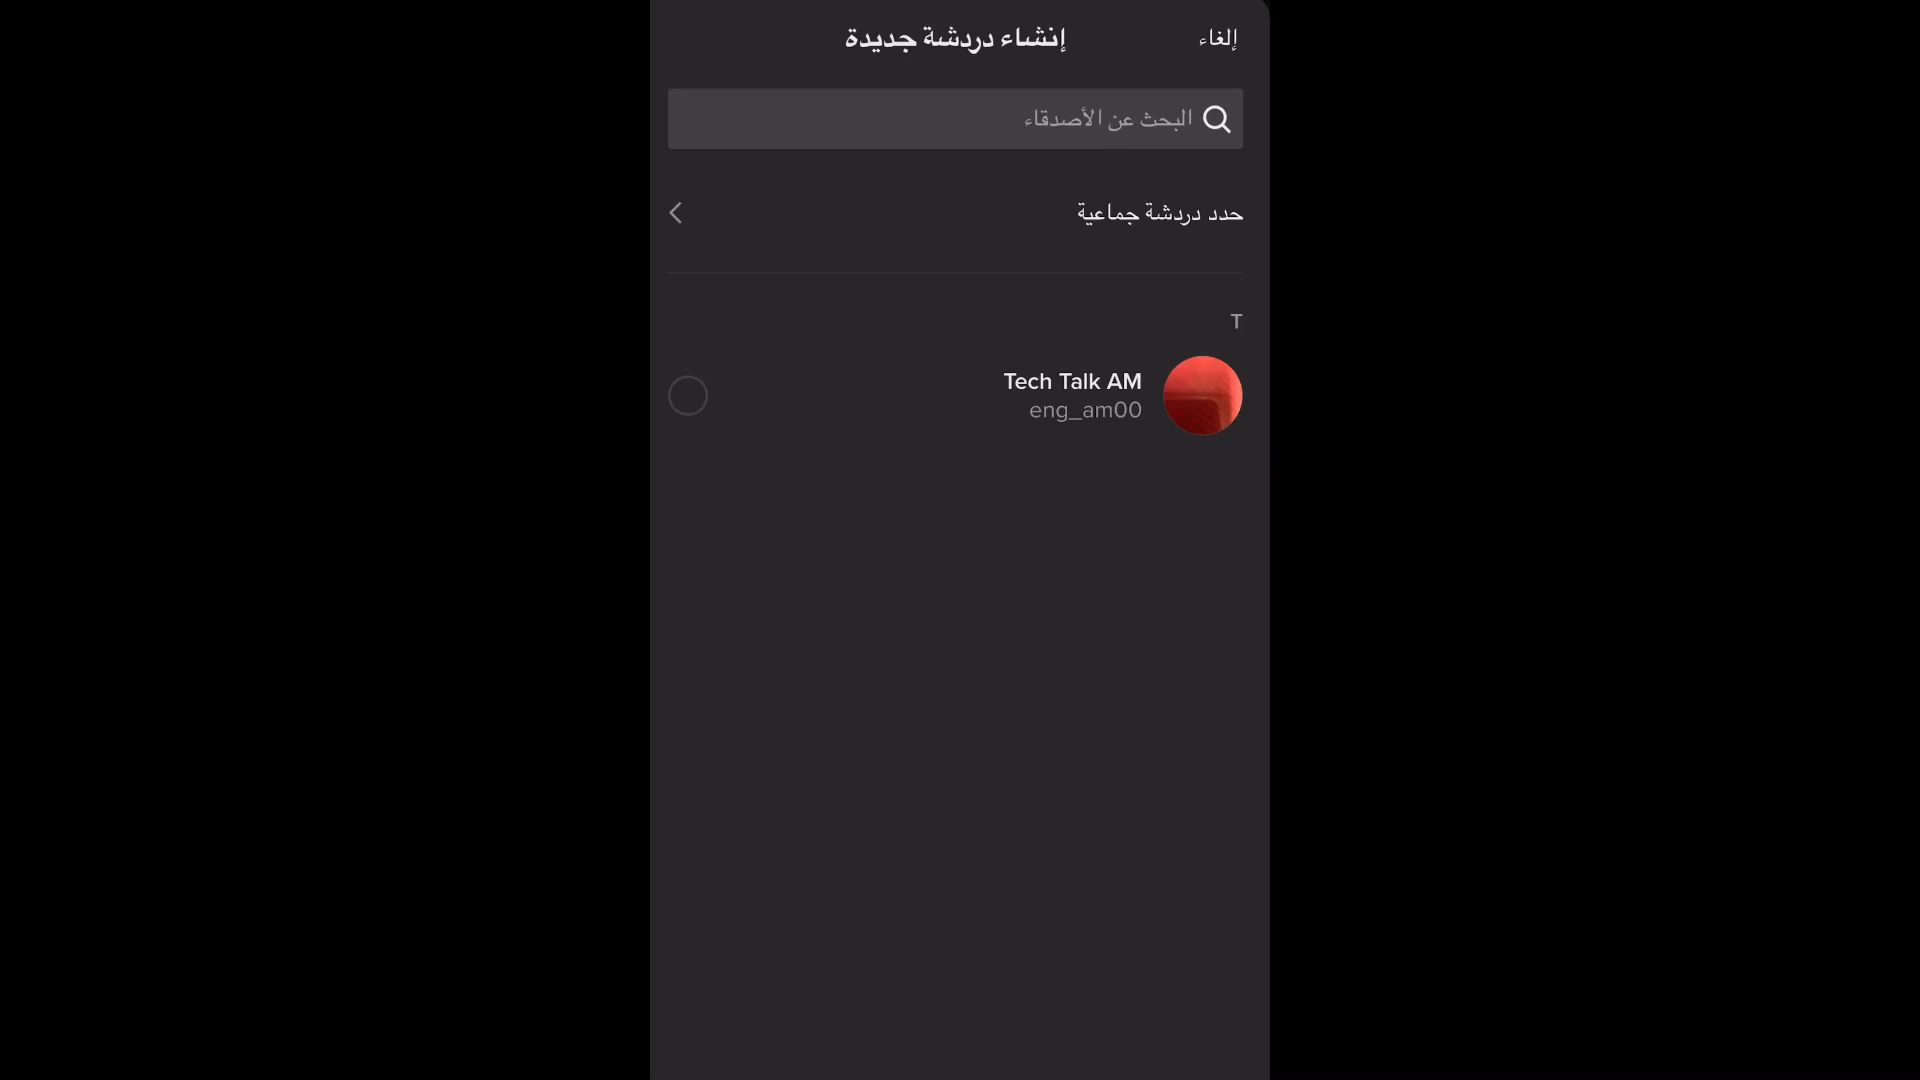 إلغاء
إنشاء دردشة جديدة
البحث عن الأصدقاء
حدد دردشة جماعية
T
Tech Talk AM
eng_am00